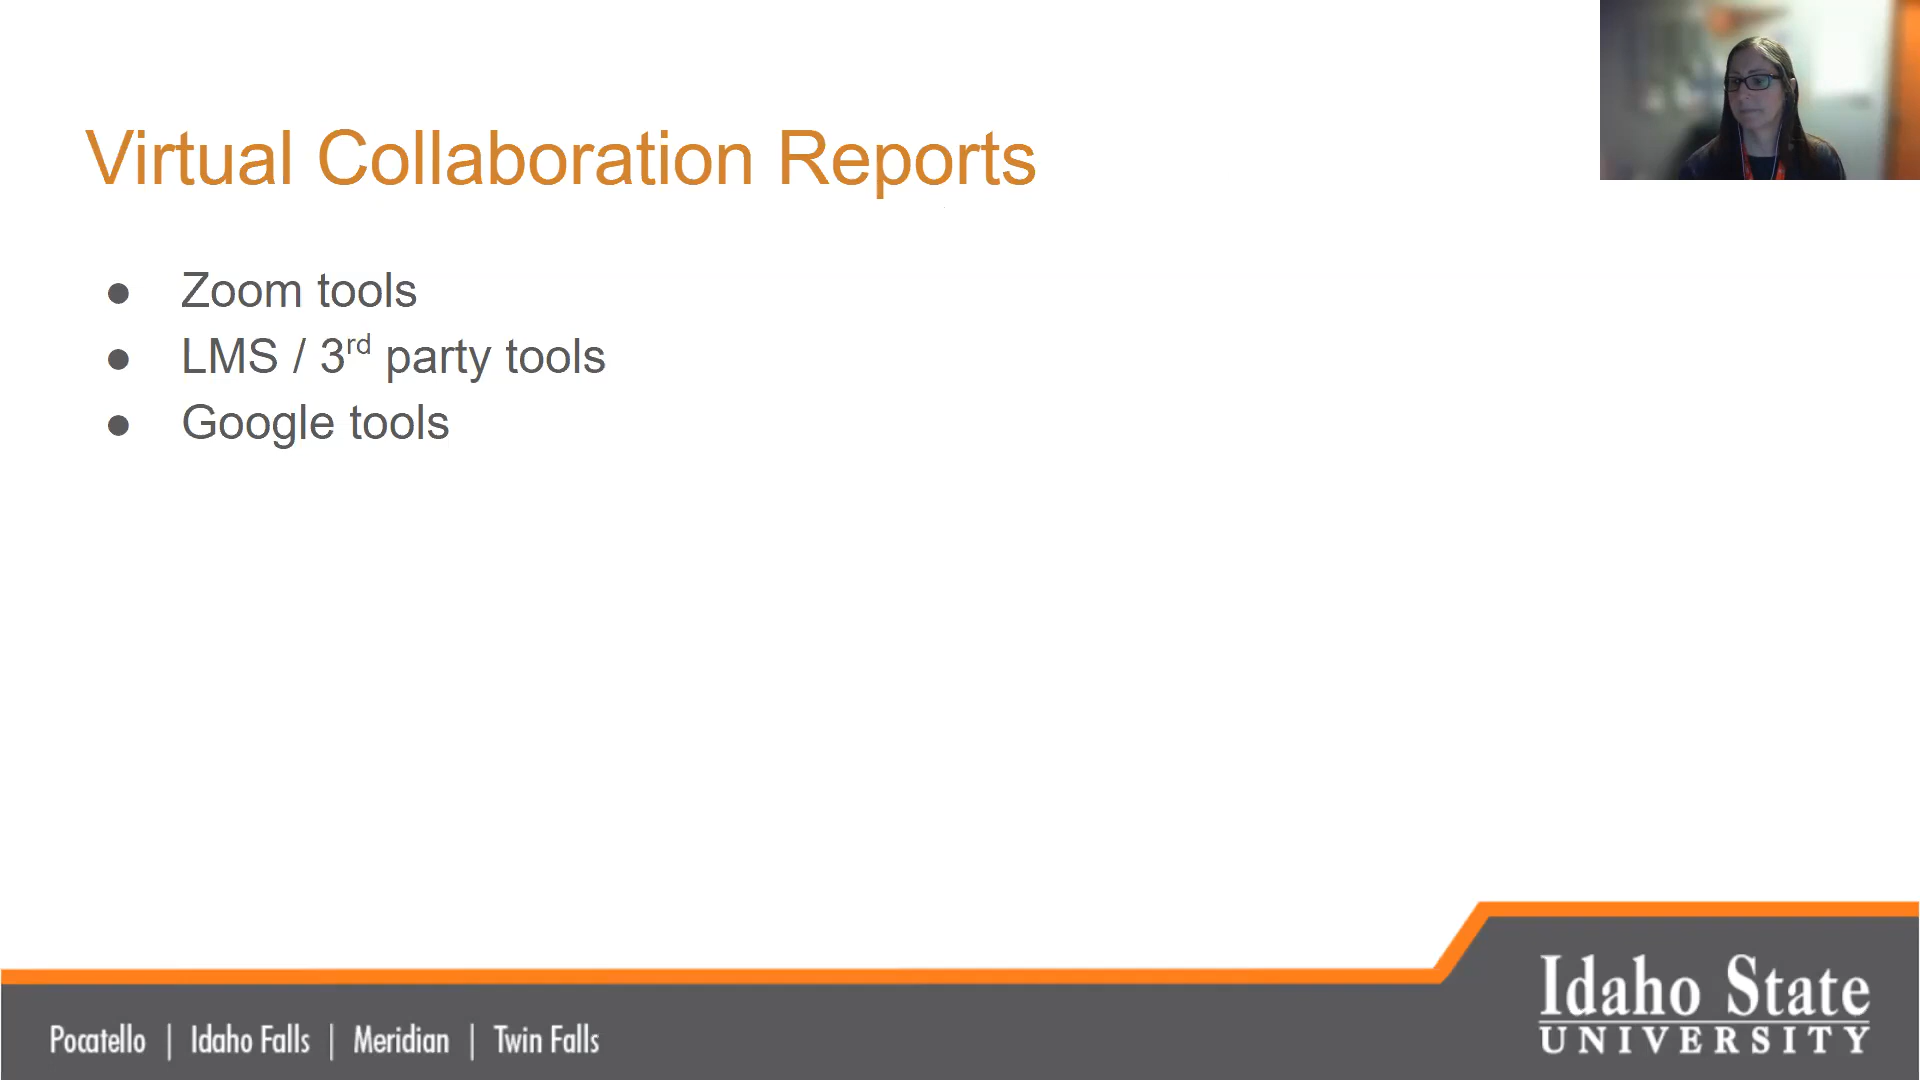 Virtual Collaboration Reports
● Zoom tools
● LMS / 3rd party tools
● Google tools
Pocatello | Idaho Falls | Meridian | Twin Falls
Idaho State
UNIVERSITY